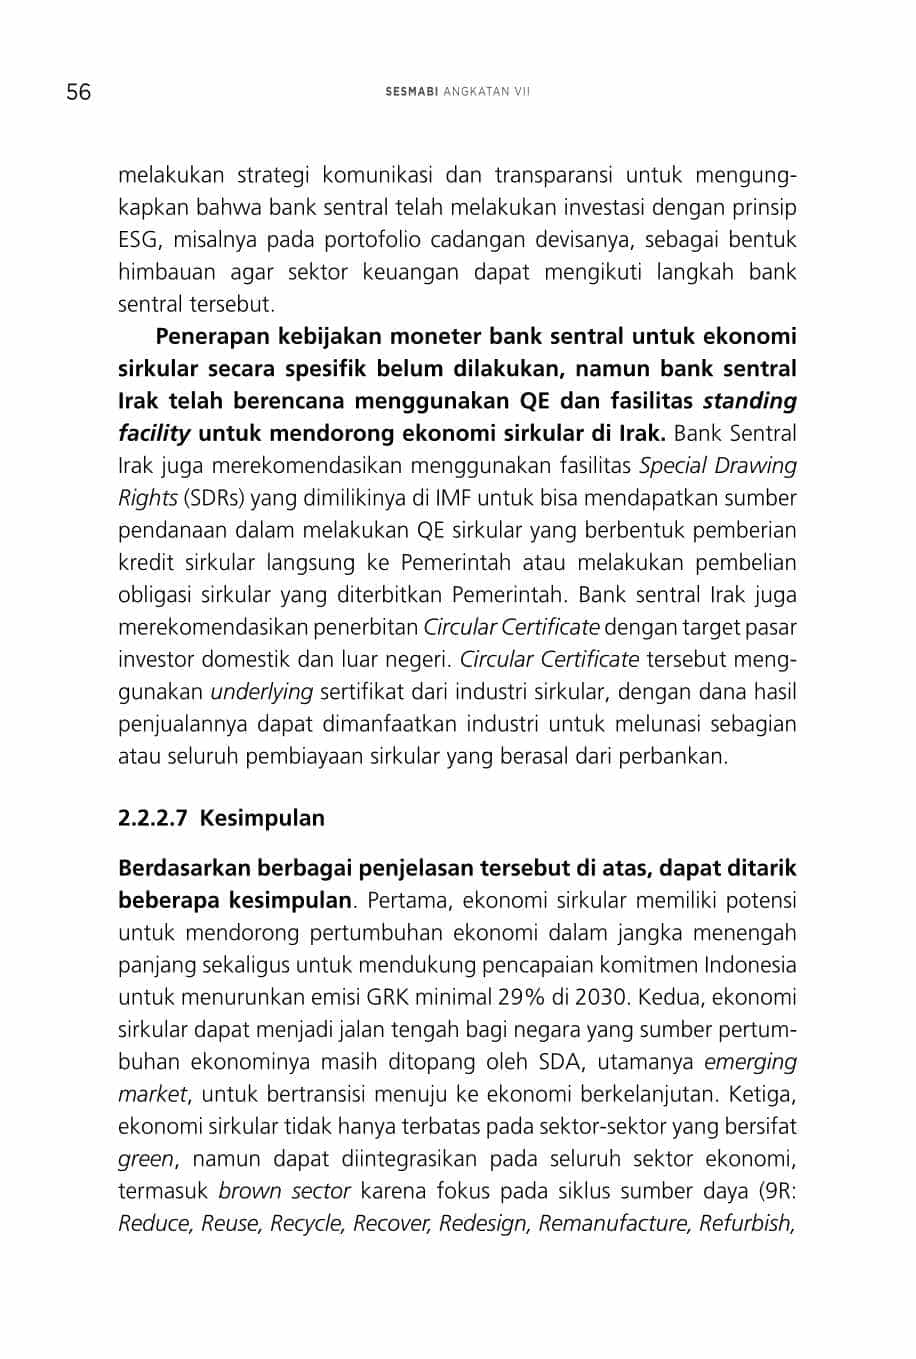 56
SESMABI ANGKATAN VII
melakukan strategi komunikasi dan transparansi untuk mengung-
kapkan bahwa bank sentral telah melakukan investasi dengan prinsip
ESG, misalnya pada portofolio cadangan devisanya, sebagai bentuk
himbauan agar sektor keuangan dapat mengikuti langkah bank
sentral tersebut.
Penerapan kebijakan moneter bank sentral untuk ekonomi
sirkular secara spesifik belum dilakukan, namun bank sentral
Irak telah berencana menggunakan QE dan fasilitas standing
facility untuk mendorong ekonomi sirkular di Irak. Bank Sentral
Irak juga merekomendasikan menggunakan fasilitas Special Drawing
Rights (SDRs) yang dimilikinya di IMF untuk bisa mendapatkan sumber
pendanaan dalam melakukan QE sirkular yang berbentuk pemberian
kredit sirkular langsung ke Pemerintah atau melakukan pembelian
obligasi sirkular yang diterbitkan Pemerintah. Bank sentral Irak juga
merekomendasikan penerbitan Circular Certificate dengan target pasar
investor domestik dan luar negeri. Circular Certificate tersebut meng-
gunakan underlying sertifikat dari industri sirkular, dengan dana hasil
penjualannya dapat dimanfaatkan industri untuk melunasi sebagian
atau seluruh pembiayaan sirkular yang berasal dari perbankan.
2.2.2.7 Kesimpulan
Berdasarkan berbagai penjelasan tersebut di atas, dapat ditarik
beberapa kesimpulan. Pertama, ekonomi sirkular memiliki potensi
untuk mendorong pertumbuhan ekonomi dalam jangka menengah
panjang sekaligus untuk mendukung pencapaian komitmen Indonesia
untuk menurunkan emisi GRK minimal 29% di 2030. Kedua, ekonomi
sirkular dapat menjadi jalan tengah bagi negara yang sumber pertum-
buhan ekonominya masih ditopang oleh SDA, utamanya emerging
market, untuk bertransisi menuju ke ekonomi berkelanjutan. Ketiga,
ekonomi sirkular tidak hanya terbatas pada sektor-sektor yang bersifat
green, namun dapat diintegrasikan pada seluruh sektor ekonomi,
termasuk brown sector karena fokus pada siklus sumber daya (9R:
Reduce, Reuse, Recycle, Recover, Redesign, Remanufacture, Refurbish,